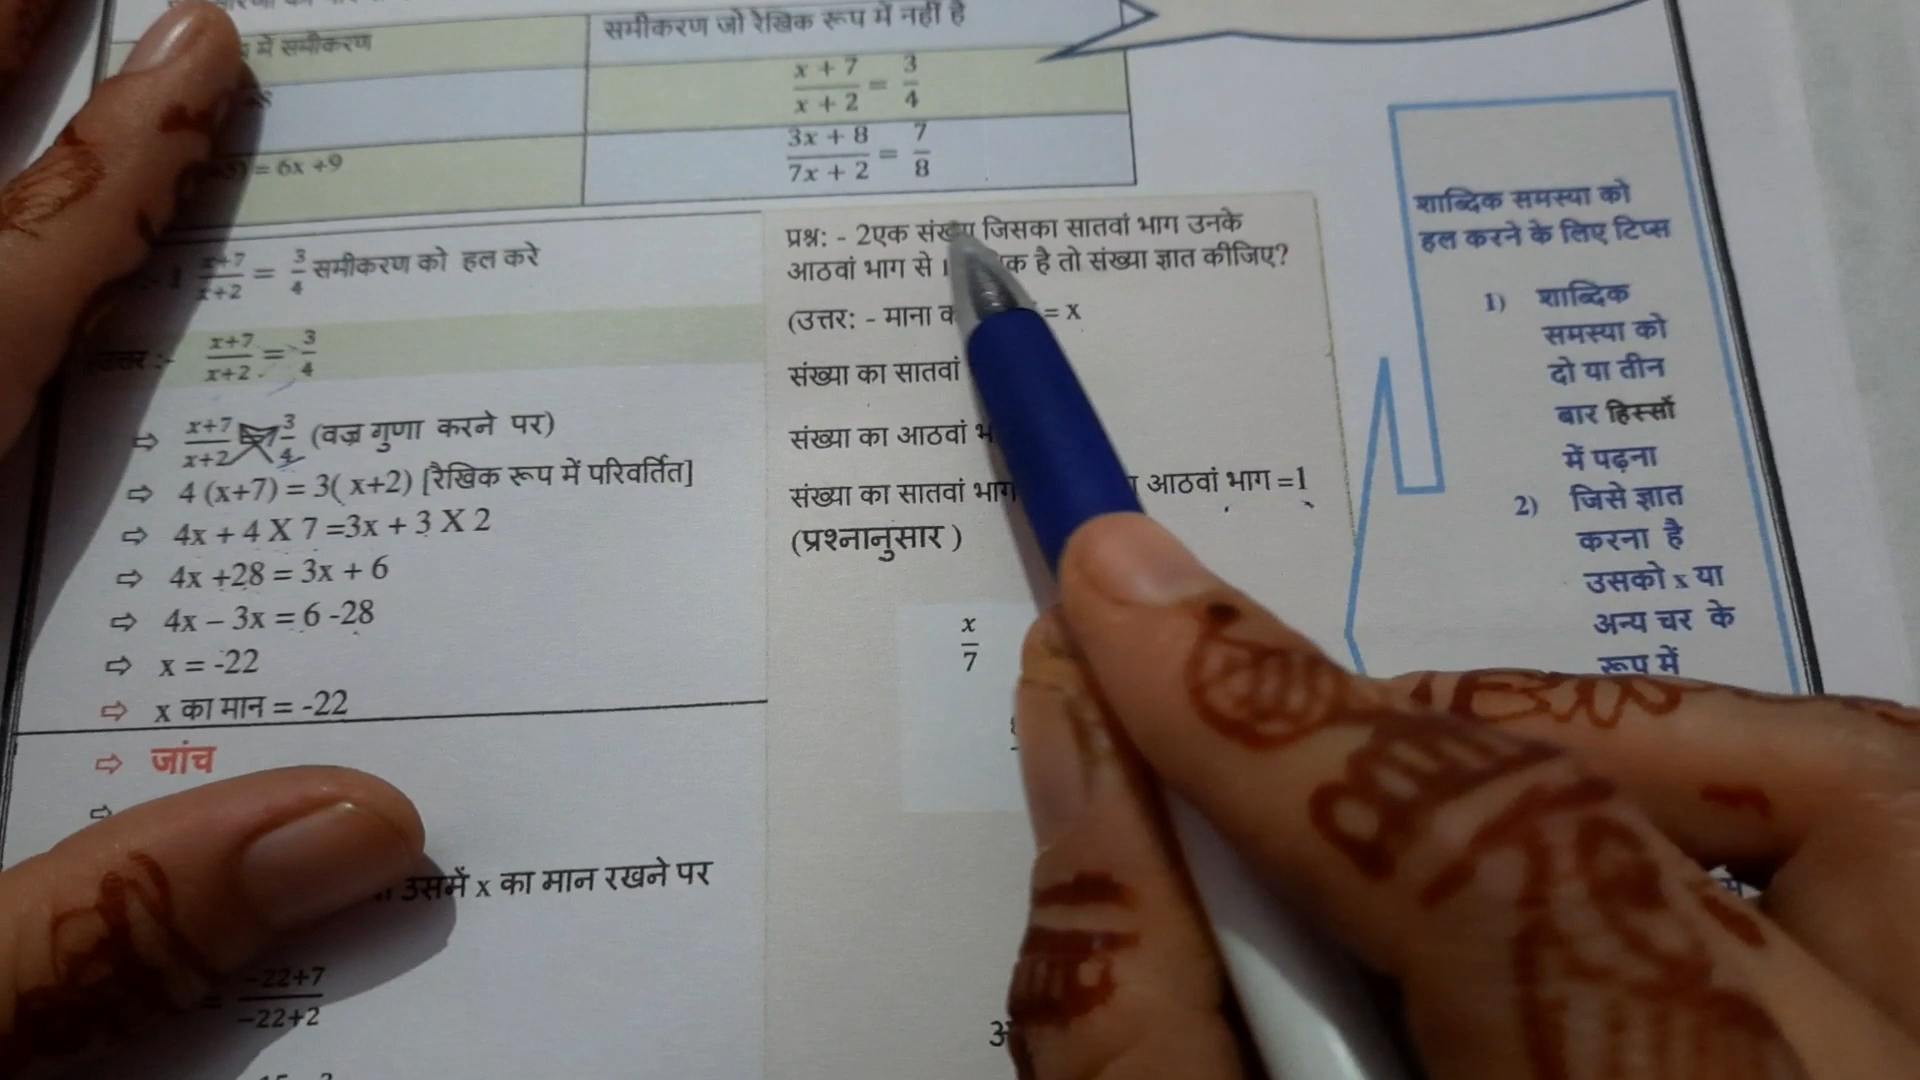 में समीकरण
समीकरण जो रैखिक रूप में नहीं है
x + 7 / x + 2 = 3 / 4
= 6x +9
3x + 8 / 7x + 2 = 7 / 8
x+7 / x+2 = 3 / 4 समीकरण को हल करे
x+7 / x+2 = 3 / 4
⇨ x+7 / x+2 3 / 4 (वज्र गुणा करने पर)
⇨ 4 (x+7) = 3( x+2) [रैखिक रूप में परिवर्तित]
⇨ 4x + 4 X 7 =3x + 3 X 2
⇨ 4x +28 = 3x + 6
⇨ 4x – 3x = 6 -28
⇨ x = -22
⇨ x का मान = -22
⇨ जांच
⇨
उसमें x का मान रखने पर
= -22+7 / -22+2
प्रश्न: - 2एक संख्या जिसका सातवां भाग उनके
आठवां भाग से है तो संख्या ज्ञात कीजिए?
(उत्तर: - माना = x
संख्या का सातवां
संख्या का आठवां
संख्या का सातवां भाग आठवां भाग =1
(प्रश्नानुसार )
x / 7
शाब्दिक समस्या को
हल करने के लिए टिप्स
1) शाब्दिक
समस्या को
दो या तीन
बार हिस्सों
में पढ़ना
2) जिसे ज्ञात
करना है
उसको x या
अन्य चर के
रूप में